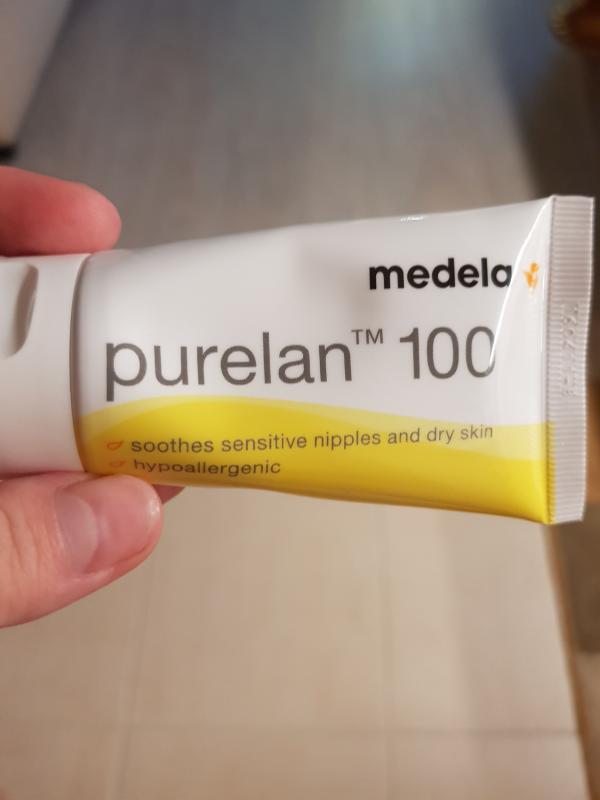 medela
purelan™ 100
soothes sensitive nipples and dry skin
hypoallergenic